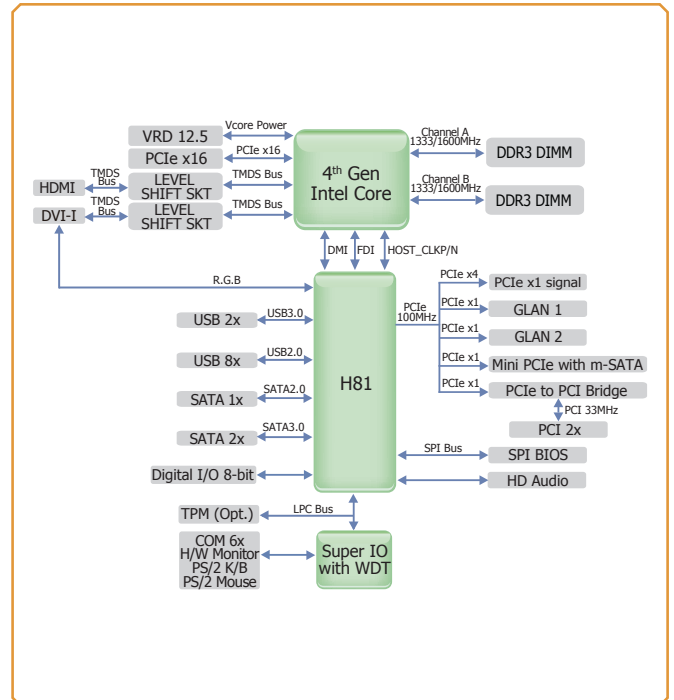 VRD 12.5
Vcore Power
PCIe x16
PCIe x16
HDMI
TMDS
Bus
LEVEL
SHIFT SKT
TMDS Bus
DVI-I
TMDS
Bus
LEVEL
SHIFT SKT
TMDS Bus
4th Gen
Intel Core
Channel A
1333/1600MHz
DDR3 DIMM
Channel B
1333/1600MHz
DDR3 DIMM
DMI
FDI
HOST_CLKP/N
R.G.B
USB 2x
USB3.0
USB 8x
USB2.0
SATA 1x
SATA2.0
SATA 2x
SATA3.0
Digital I/O 8-bit
H81
PCIe
100MHz
PCIe x4
PCIe x1 signal
PCIe x1
GLAN 1
PCIe x1
GLAN 2
PCIe x1
Mini PCIe with m-SATA
PCIe x1
PCIe to PCI Bridge
PCI 33MHz
PCI 2x
SPI Bus
SPI BIOS
HD Audio
TPM (Opt.)
LPC Bus
COM 6x
H/W Monitor
PS/2 K/B
PS/2 Mouse
Super IO
with WDT